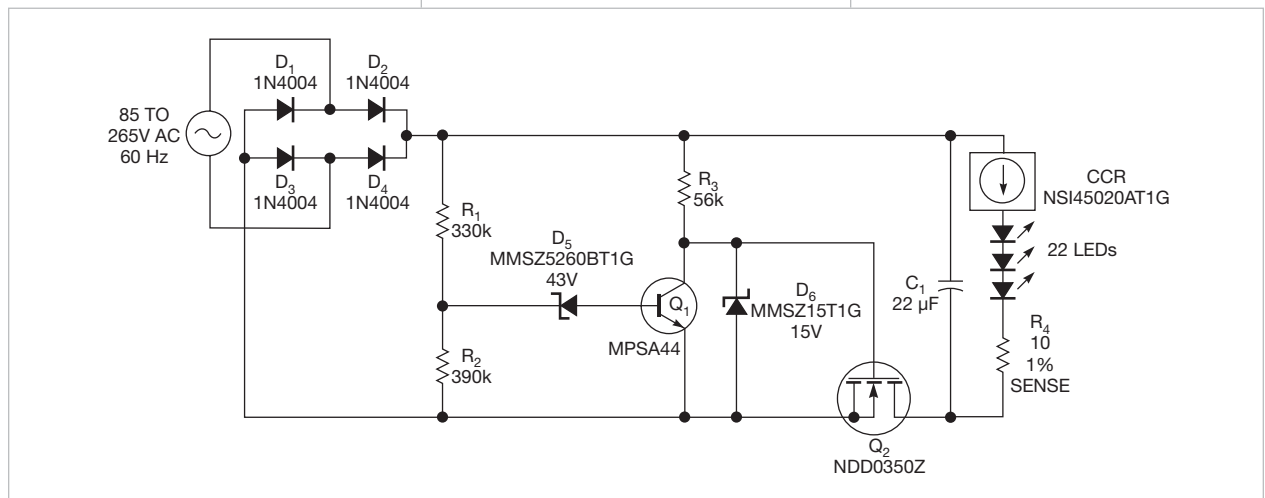 85 TO
265V AC
60 Hz
D1
1N4004
D2
1N4004
D3
1N4004
D4
1N4004
R1
330k
R2
390k
D5
MMSZ5260BT1G
43V
Q1
MPSA44
R3
56k
D6
MMSZ15T1G
15V
Q2
NDD0350Z
C1
22 µF
CCR
NSI45020AT1G
22 LEDs
R4
10
1%
SENSE